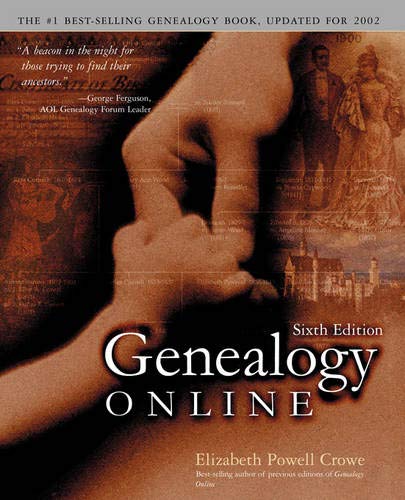 THE #1 BEST-SELLING GENEALOGY BOOK, UPDATED FOR 2002
“A beacon in the night for
those trying to find their
ancestors.”
—George Ferguson,
AOL Genealogy Forum Leader
1900
Sixth Edition
Genealogy
ONLINE
Elizabeth Powell Crowe
Best-selling author of previous editions of Genealogy
Online